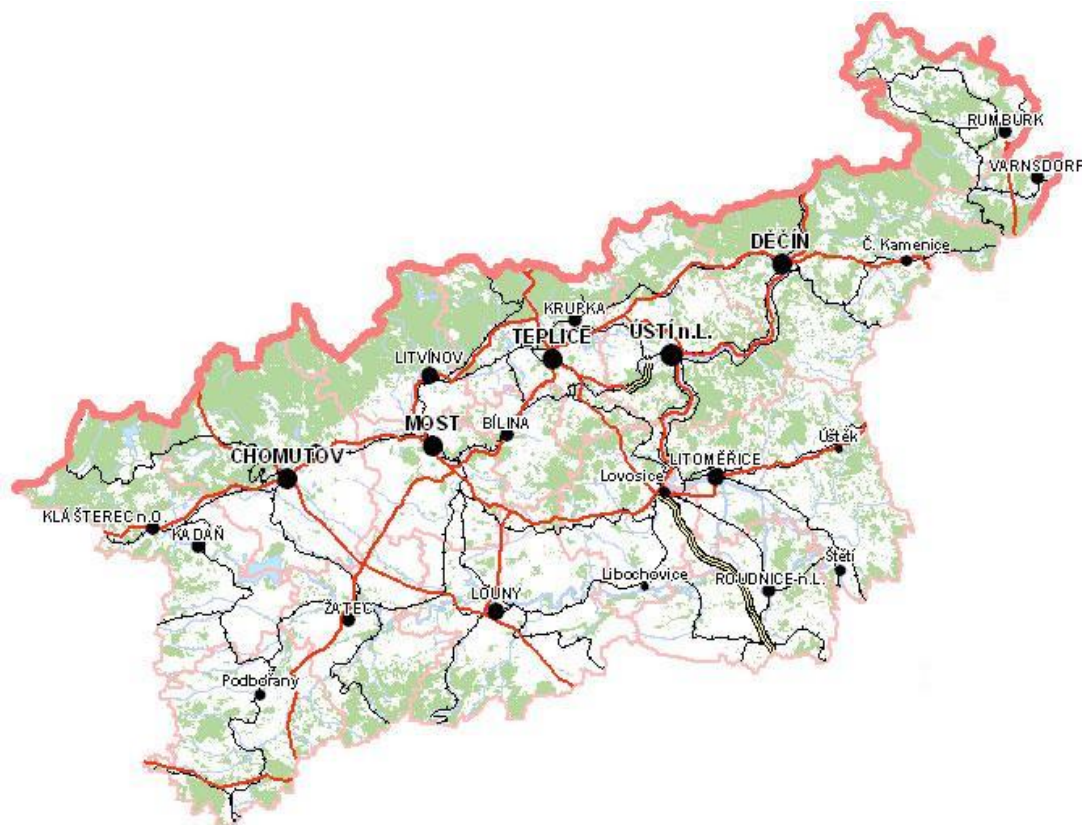 RUMBURK
VARNSDORF
DĚČÍN
Č. Kamenice
KRUPKA
ÚSTÍ n.L.
TEPLICE
LITVÍNOV
MOST
BÍLINA
CHOMUTOV
LITOMĚŘICE
Úštěk
Lovosice
KLÁŠTEREC n.O
KADAŇ
Štětí
Libochovice
ROUDNICE n.L.
ŽATEC
LOUNY
Podbořany